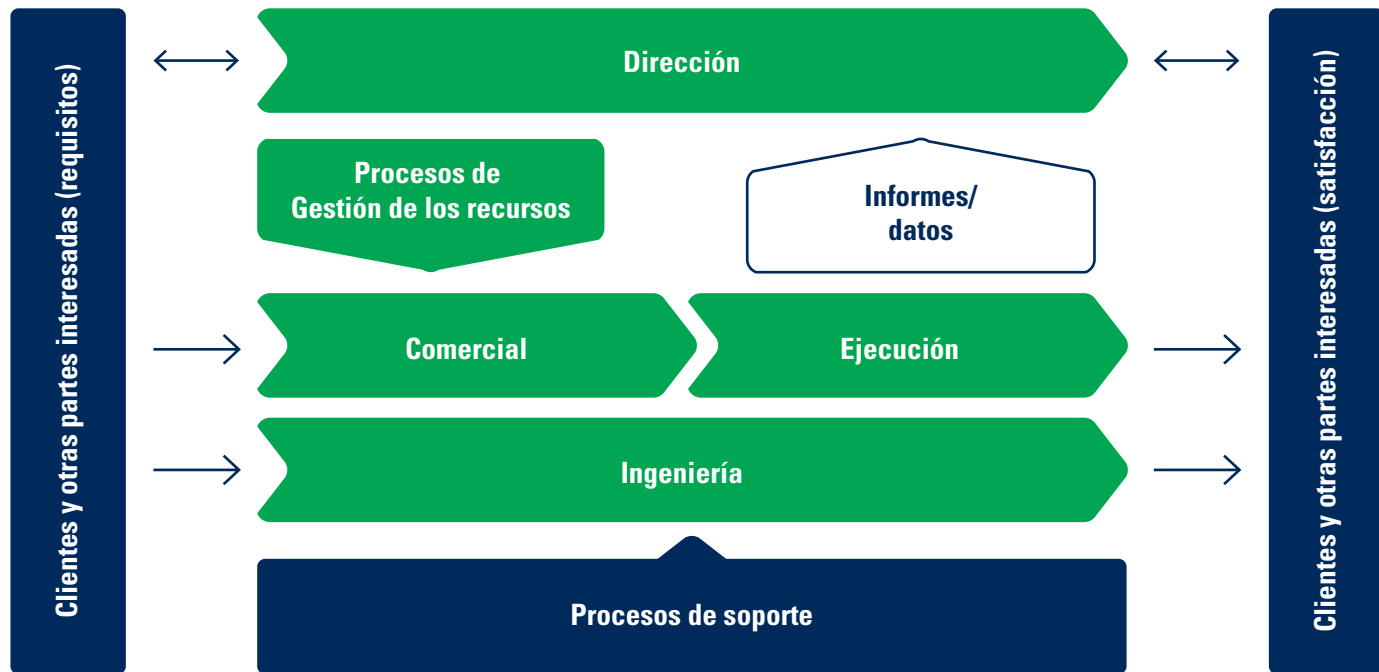 Clientes y otras partes interesadas (requisitos)
Dirección
Procesos de
Gestión de los recursos
Informes/
datos
Comercial
Ejecución
Ingeniería
Procesos de soporte
Clientes y otras partes interesadas (satisfacción)